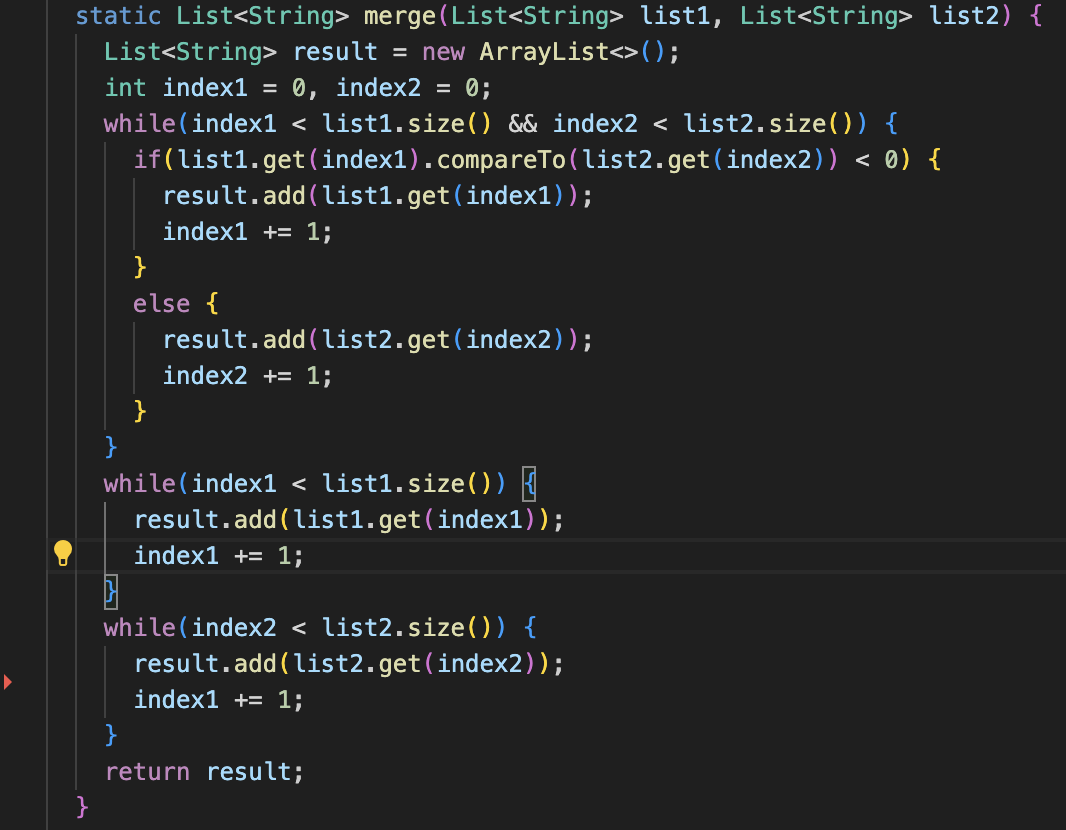 static List<String> merge(List<String> list1, List<String> list2) {
List<String> result = new ArrayList<>();
int index1 = 0, index2 = 0;
while(index1 < list1.size() && index2 < list2.size()) {
if(list1.get(index1).compareTo(list2.get(index2)) < 0) {
result.add(list1.get(index1));
index1 += 1;
}
else {
result.add(list2.get(index2));
index2 += 1;
}
}
while(index1 < list1.size()) {
result.add(list1.get(index1));
index1 += 1;
}
while(index2 < list2.size()) {
result.add(list2.get(index2));
index1 += 1;
}
return result;
}